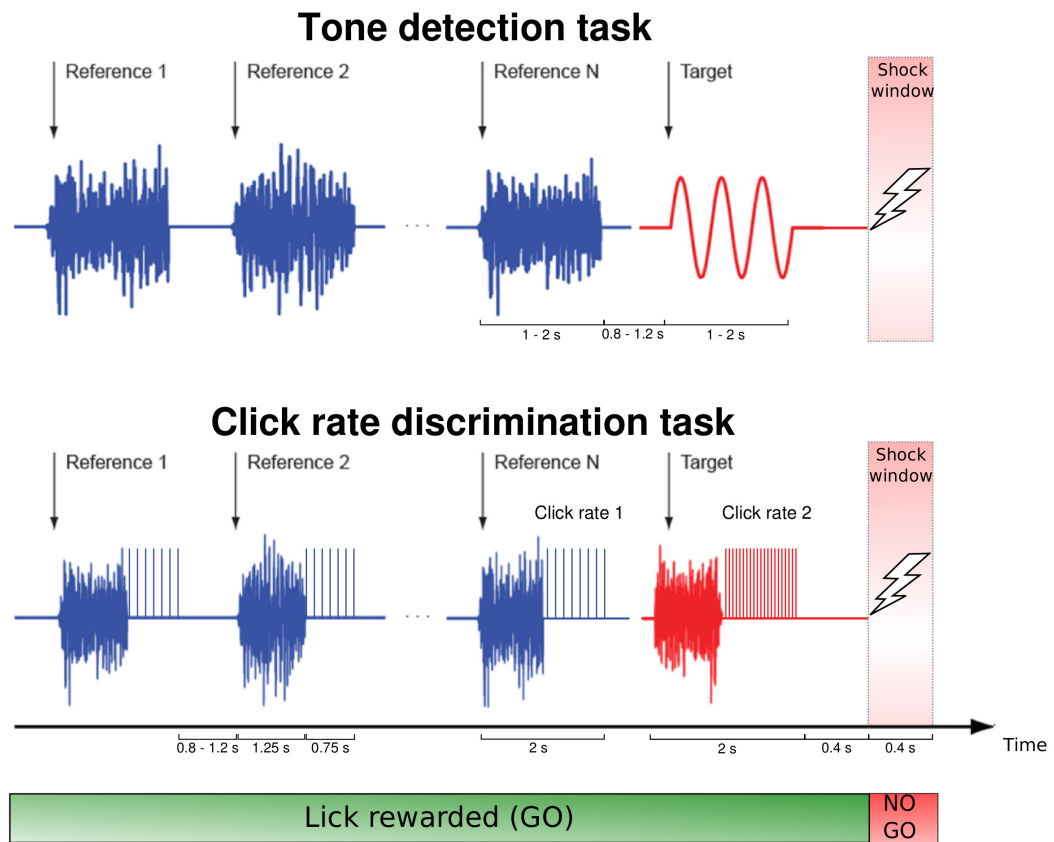 Tone detection task
Reference 1
Reference 2
Reference N
Target
Shock
window
. . .
1 - 2 s
0.8 - 1.2 s
1 - 2 s
Click rate discrimination task
Reference 1
Reference 2
Reference N
Target
Shock
window
Click rate 1
Click rate 2
. . .
0.8 - 1.2 s
1.25 s
0.75 s
2 s
2 s
0.4 s
0.4 s
Time
Lick rewarded (GO)
NO
GO